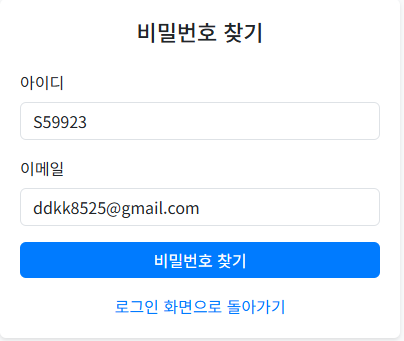 비밀번호 찾기
아이디
S59923
이메일
ddkk8525@gmail.com
비밀번호 찾기
로그인 화면으로 돌아가기